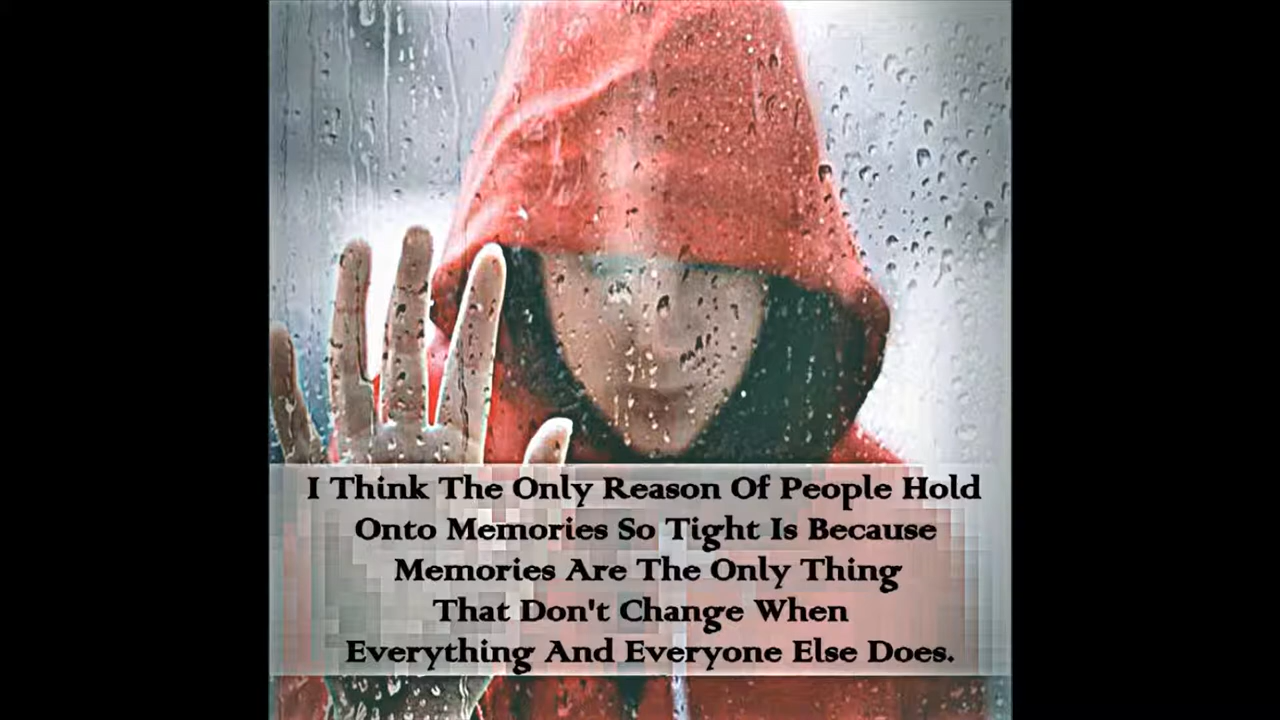 I Think The Only Reason Of People Hold
Onto Memories So Tight Is Because
Memories Are The Only Thing
That Don't Change When
Everything And Everyone Else Does.